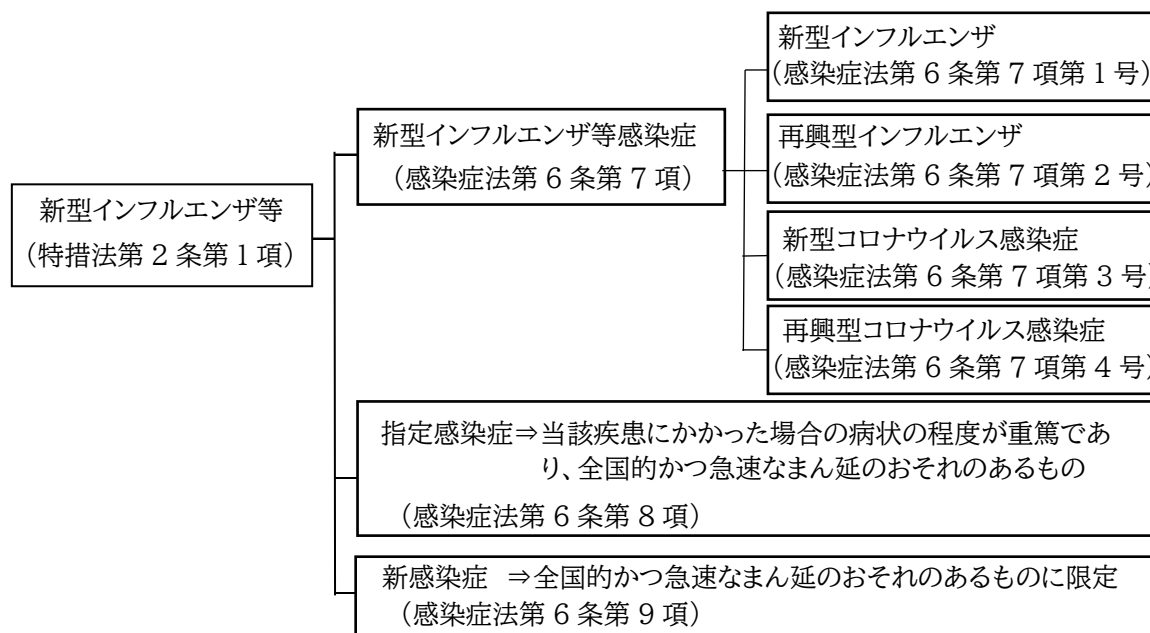 新型インフルエンザ等
(特措法第2条第1項)
新型インフルエンザ等感染症
(感染症法第6条第7項)
新型インフルエンザ
(感染症法第6条第7項第1号)
再興型インフルエンザ
(感染症法第6条第7項第2号)
新型コロナウイルス感染症
(感染症法第6条第7項第3号)
再興型コロナウイルス感染症
(感染症法第6条第7項第4号)
指定感染症⇒当該疾患にかかった場合の病状の程度が重篤であ
り、全国的かつ急速なまん延のおそれのあるもの
(感染症法第6条第8項)
新感染症 ⇒全国的かつ急速なまん延のおそれのあるものに限定
(感染症法第6条第9項)